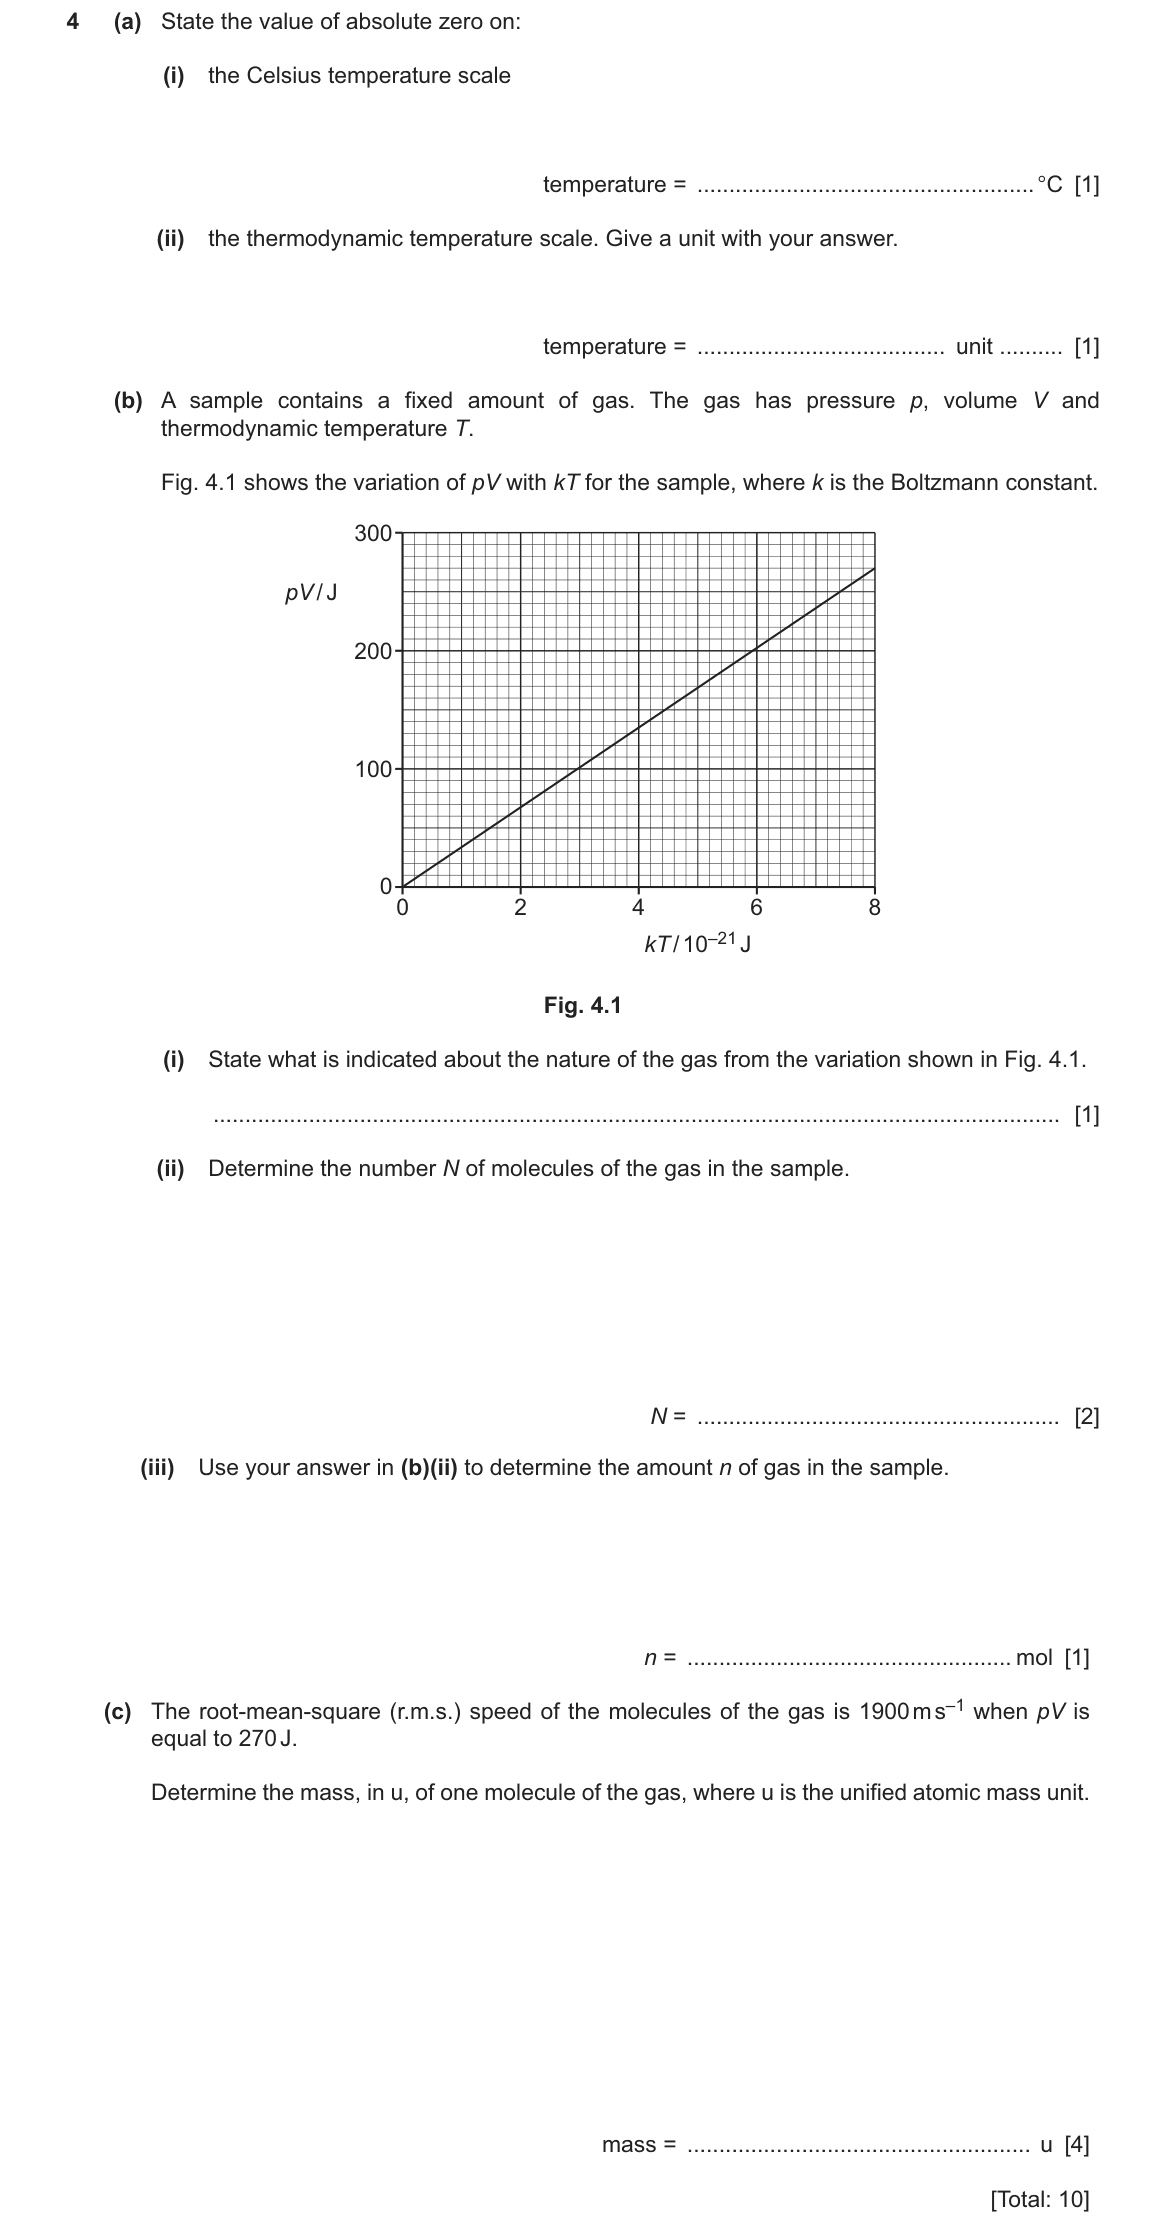 4 (a) State the value of absolute zero on:
(i) the Celsius temperature scale
temperature = ..................................................... °C [1]
(ii) the thermodynamic temperature scale. Give a unit with your answer.
temperature = ....................................... unit .......... [1]
(b) A sample contains a fixed amount of gas. The gas has pressure p, volume V and
thermodynamic temperature T.
Fig. 4.1 shows the variation of pV with kT for the sample, where k is the Boltzmann constant.
300
pV/J
200
100
0
0 2 4 6 8
kT/10⁻²¹ J
Fig. 4.1
(i) State what is indicated about the nature of the gas from the variation shown in Fig. 4.1.
..................................................................................................................................... [1]
(ii) Determine the number N of molecules of the gas in the sample.
N = ......................................................... [2]
(iii) Use your answer in (b)(ii) to determine the amount n of gas in the sample.
n = ................................................... mol [1]
(c) The root-mean-square (r.m.s.) speed of the molecules of the gas is 1900 m s⁻¹ when pV is
equal to 270 J.
Determine the mass, in u, of one molecule of the gas, where u is the unified atomic mass unit.
mass = ...................................................... u [4]
[Total: 10]